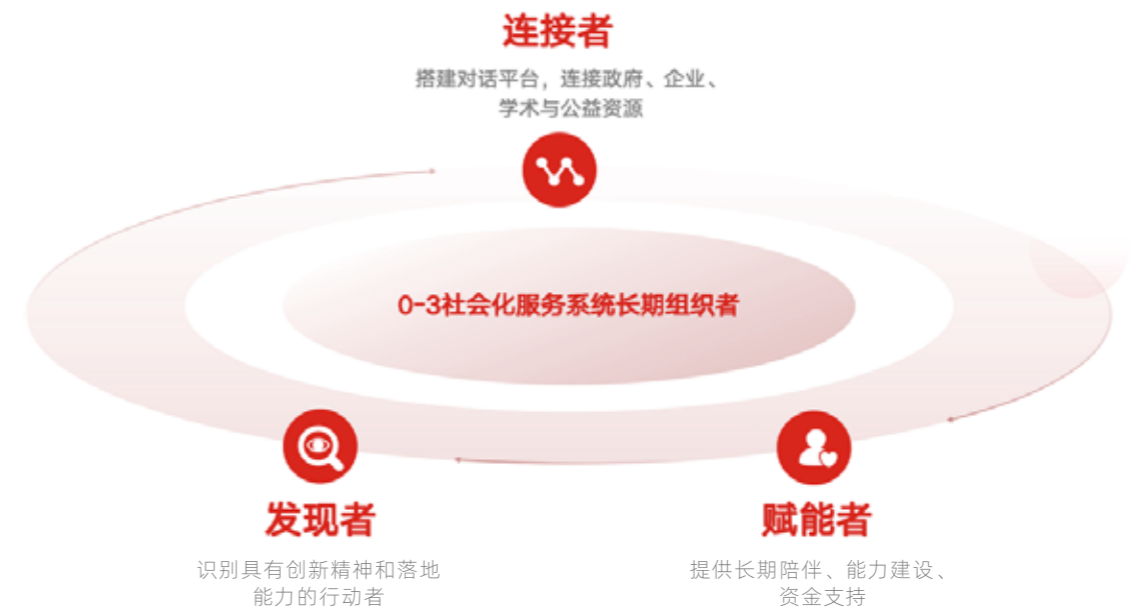 连接者
搭建对话平台，连接政府、企业、
学术与公益资源
0-3社会化服务系统长期组织者
发现者
识别具有创新精神和落地
能力的行动者
赋能者
提供长期陪伴、能力建设、
资金支持